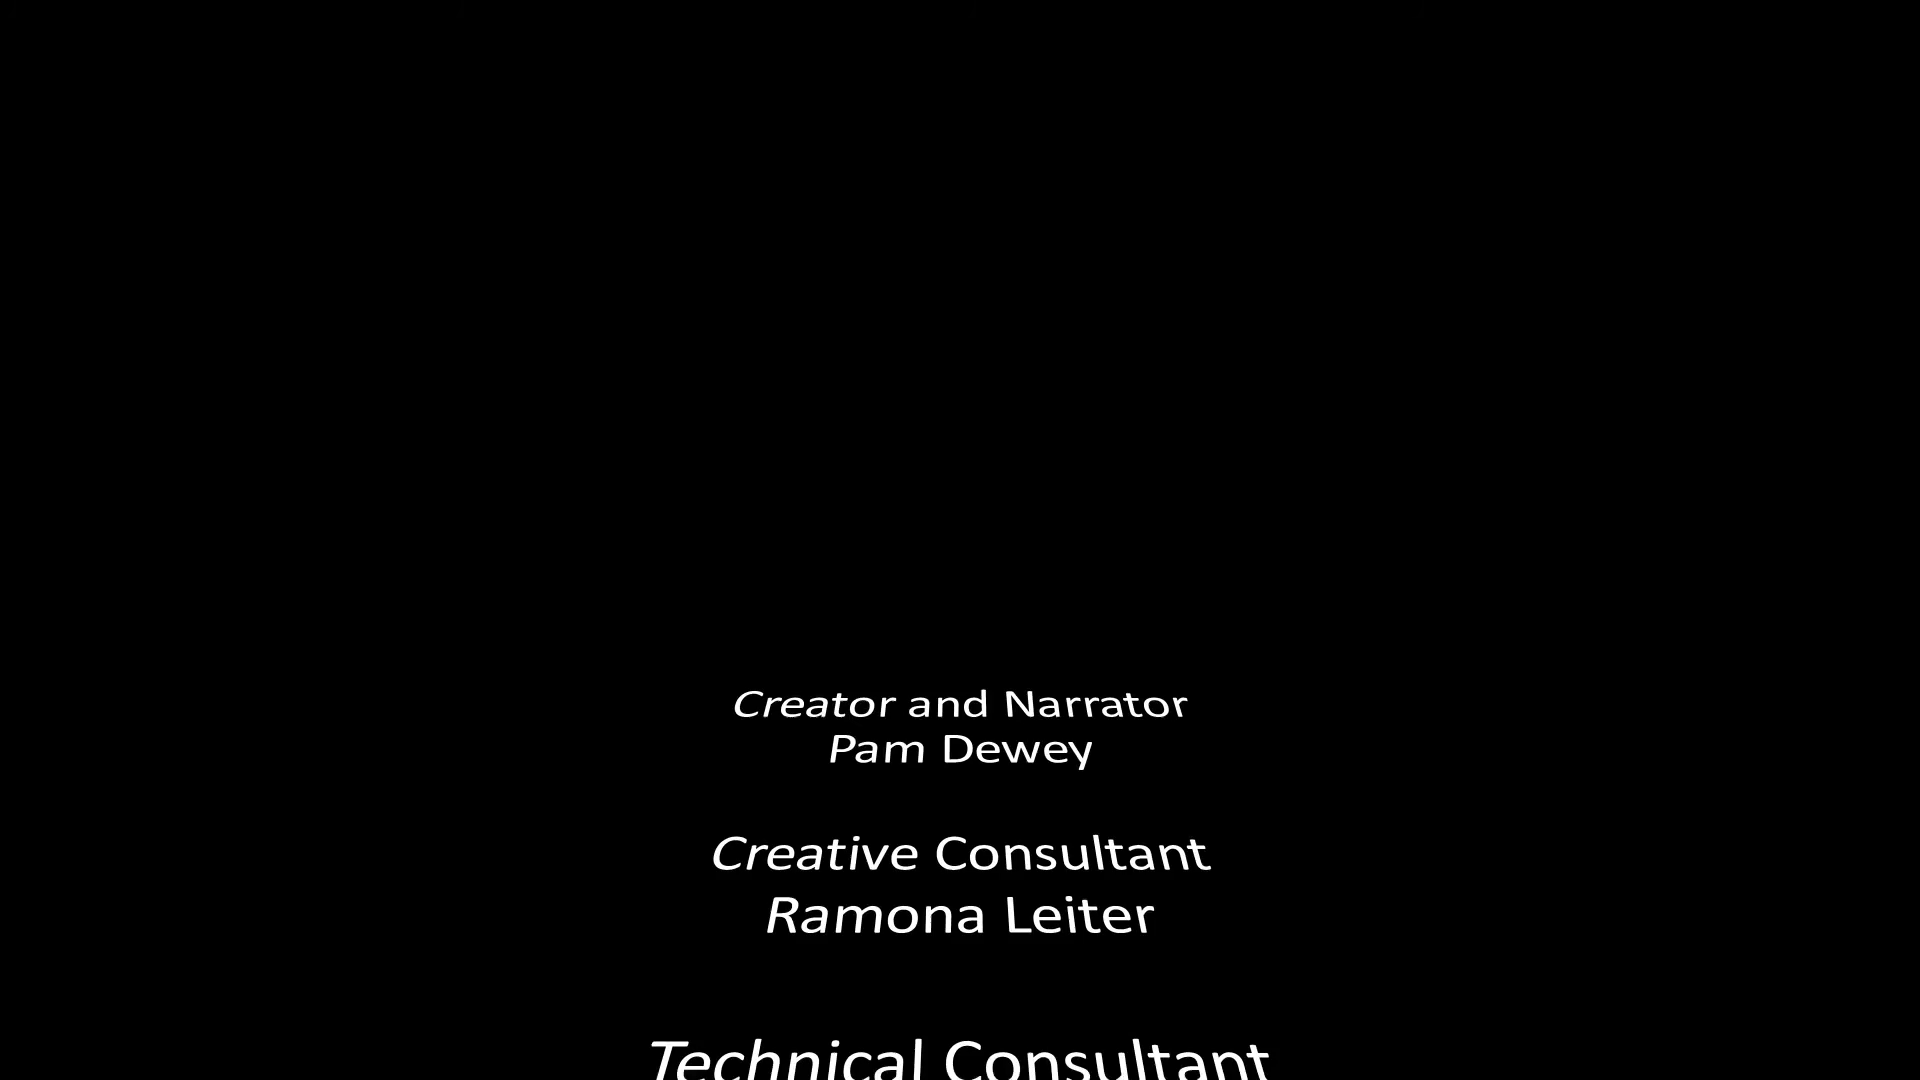 Creator and Narrator
Pam Dewey
Creative Consultant
Ramona Leiter
Technical Consultant